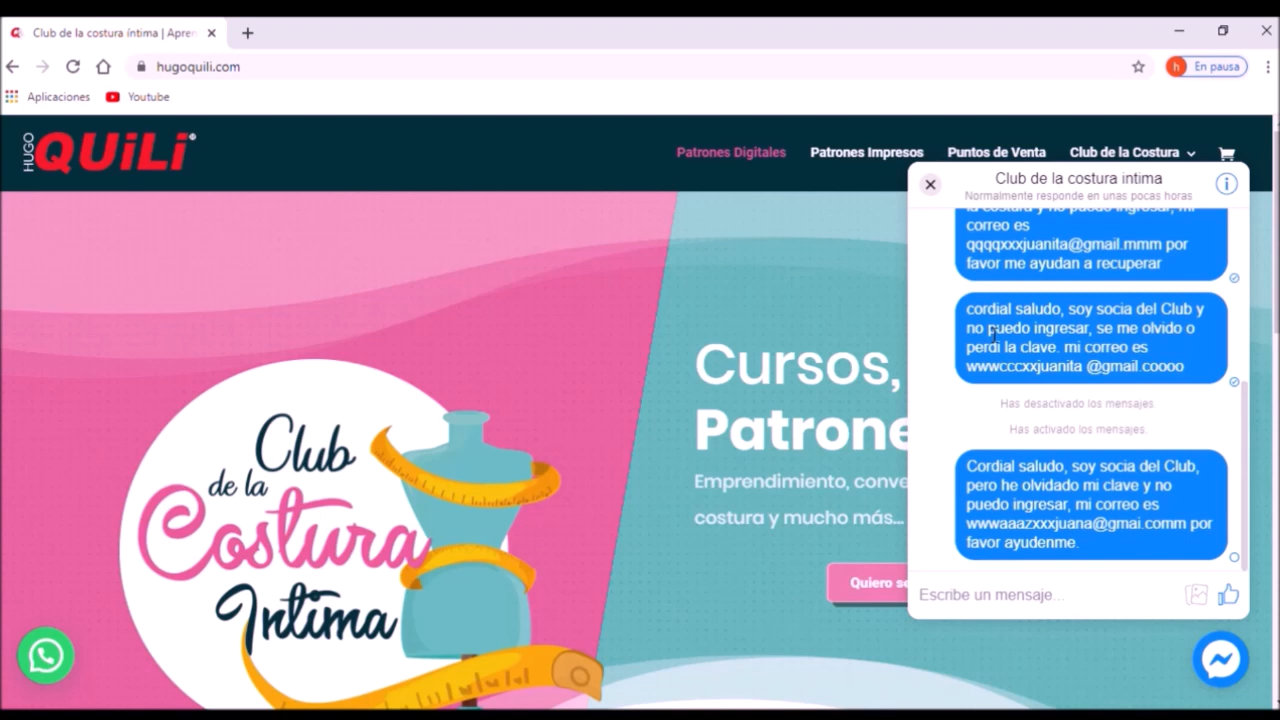 Club de la costura íntima | Apren
hugoquili.com
h En pausa
Aplicaciones Youtube
HUGO QUiLi
Patrones Digitales Patrones Impresos Puntos de Venta Club de la Costura
Club de la costura intima
Normalmente responde en unas pocas horas
la costura y no puedo ingresar, mi
correo es
qqqqxxxjuanita@gmail.mmm por
favor me ayudan a recuperar
cordial saludo, soy socia del Club y
no puedo ingresar, se me olvido o
perdi la clave. mi correo es
wwwcccxxjuanita @gmail.coooo
Has desactivado los mensajes.
Has activado los mensajes.
Cordial saludo, soy socia del Club,
pero he olvidado mi clave y no
puedo ingresar, mi correo es
wwwaaazxxxjuana@gmai.comm por
favor ayudenme.
Escribe un mensaje...
Cursos,
Patrone
Emprendimiento, conve
costura y mucho más...
Quiero se
Club
de la
Costura
Intima